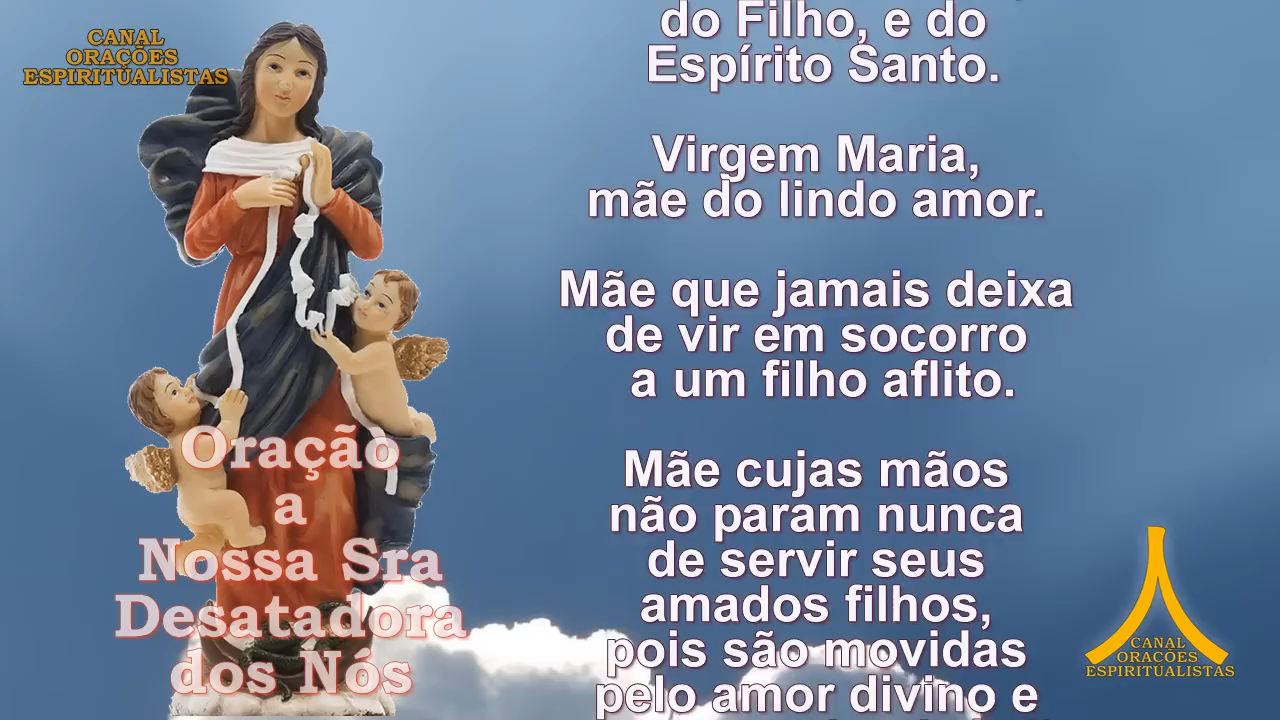 CANAL
ORAÇÕES
ESPIRITUALISTAS
Oração
a
Nossa Sra
Desatadora
dos Nós
do Filho, e do
Espírito Santo.
Virgem Maria,
mãe do lindo amor.
Mãe que jamais deixa
de vir em socorro
a um filho aflito.
Mãe cujas mãos
não param nunca
de servir seus
amados filhos,
pois são movidas
pelo amor divino e
CANAL
ORAÇÕES
ESPIRITUALISTAS